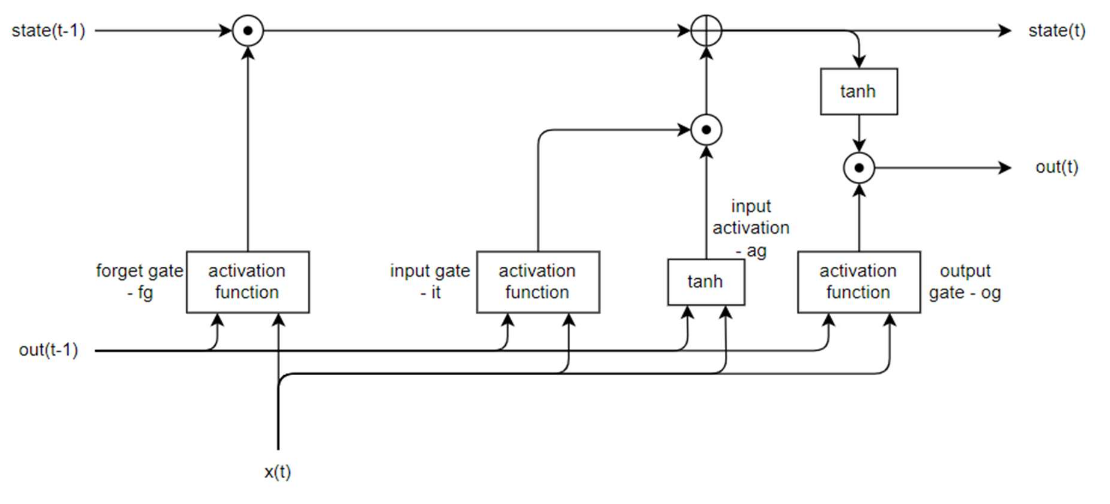 state(t-1)
state(t)
tanh
out(t)
input
activation
- ag
forget gate
- fg
activation
function
input gate
- it
activation
function
tanh
activation
function
output
gate - og
out(t-1)
x(t)